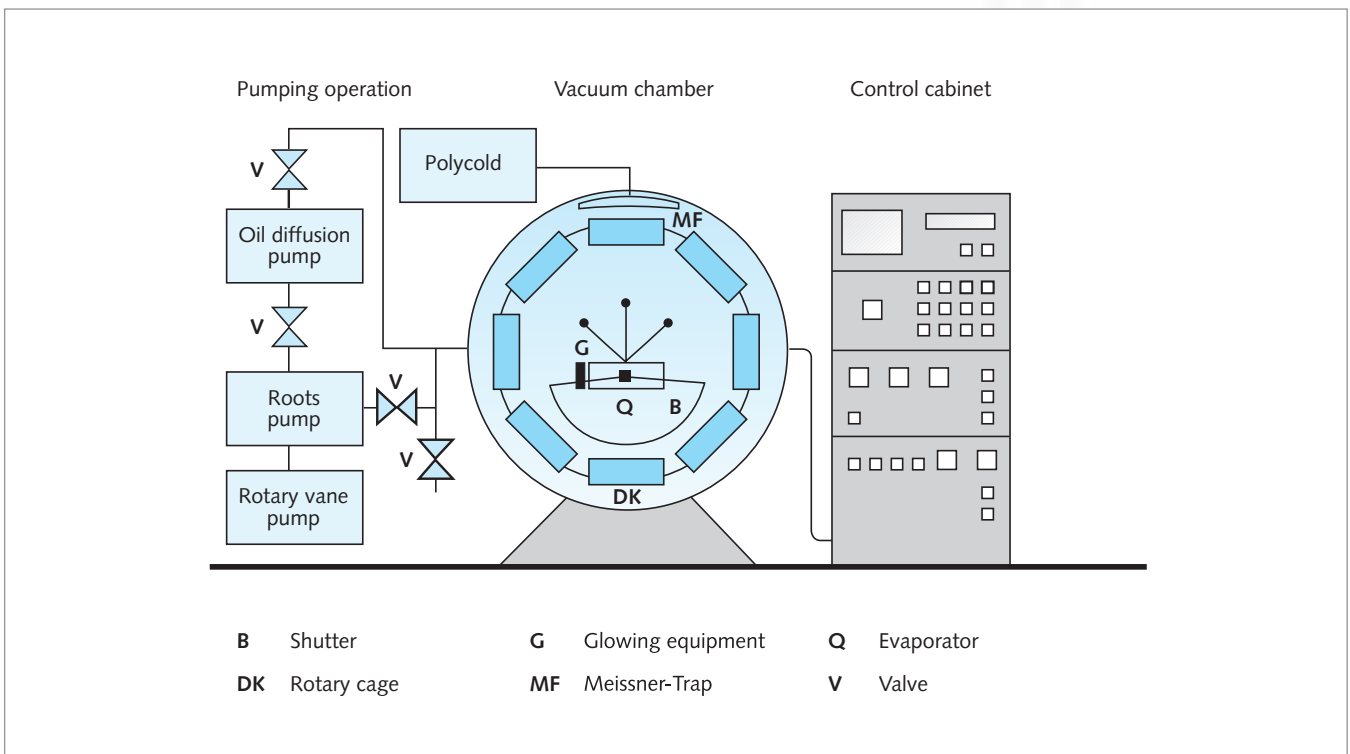 Pumping operation
Vacuum chamber
Control cabinet
V
Polycold
MF
Oil diffusion
pump
V
G
Roots
pump
V
Q
B
V
Rotary vane
pump
DK
B Shutter
G Glowing equipment
Q Evaporator
DK Rotary cage
MF Meissner-Trap
V Valve